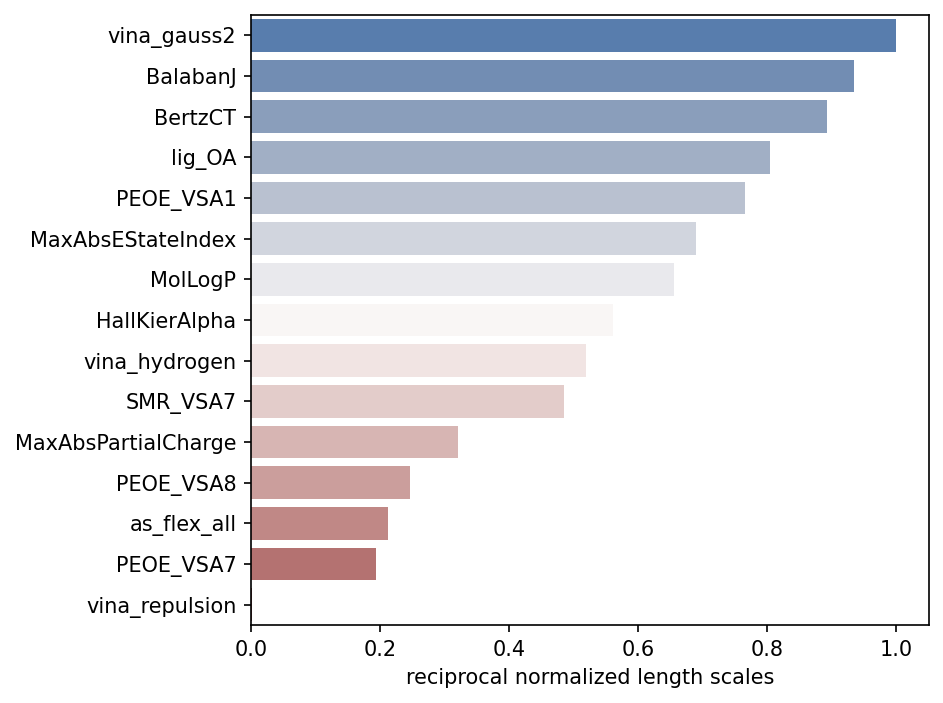 vina_gauss2
BalabanJ
BertzCT
lig_OA
PEOE_VSA1
MaxAbsEStateIndex
MolLogP
HallKierAlpha
vina_hydrogen
SMR_VSA7
MaxAbsPartialCharge
PEOE_VSA8
as_flex_all
PEOE_VSA7
vina_repulsion
0.0 0.2 0.4 0.6 0.8 1.0
reciprocal normalized length scales